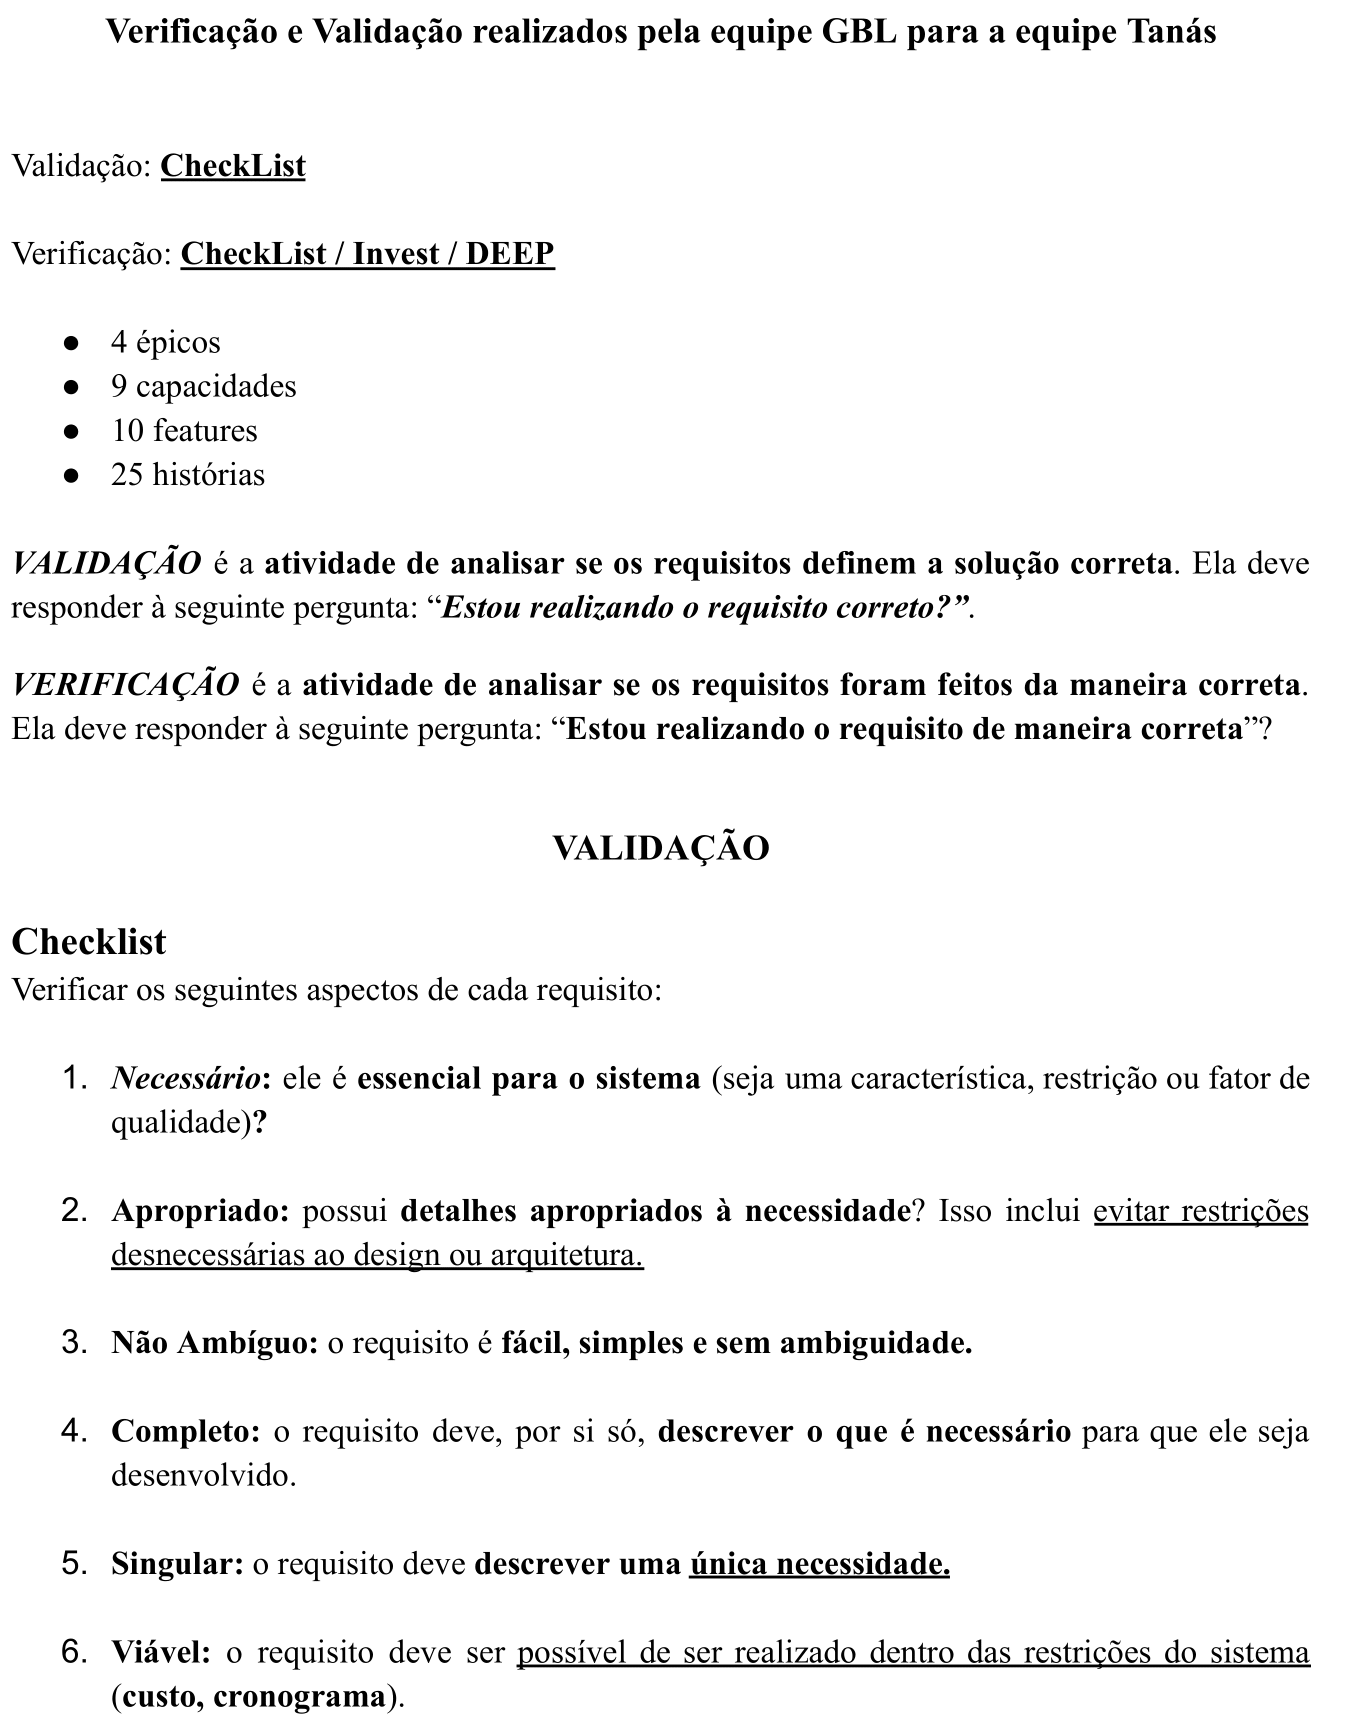 Verificação e Validação realizados pela equipe GBL para a equipe Tanás
Validação: CheckList
Verificação: CheckList / Invest / DEEP
● 4 épicos
● 9 capacidades
● 10 features
● 25 histórias
VALIDAÇÃO é a atividade de analisar se os requisitos definem a solução correta. Ela deve
responder à seguinte pergunta: “Estou realizando o requisito correto?”.
VERIFICAÇÃO é a atividade de analisar se os requisitos foram feitos da maneira correta.
Ela deve responder à seguinte pergunta: “Estou realizando o requisito de maneira correta”?
VALIDAÇÃO
Checklist
Verificar os seguintes aspectos de cada requisito:
1. Necessário: ele é essencial para o sistema (seja uma característica, restrição ou fator de
qualidade)?
2. Apropriado: possui detalhes apropriados à necessidade? Isso inclui evitar restrições
desnecessárias ao design ou arquitetura.
3. Não Ambíguo: o requisito é fácil, simples e sem ambiguidade.
4. Completo: o requisito deve, por si só, descrever o que é necessário para que ele seja
desenvolvido.
5. Singular: o requisito deve descrever uma única necessidade.
6. Viável: o requisito deve ser possível de ser realizado dentro das restrições do sistema
(custo, cronograma).